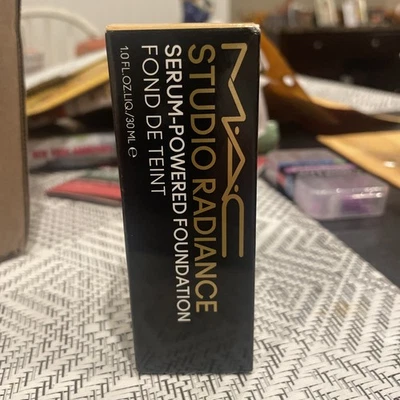 M·A·C
STUDIO RADIANCE
SERUM-POWERED FOUNDATION
FOND DE TEINT
1.0 FL.OZ.LIQ./30 ML ℮